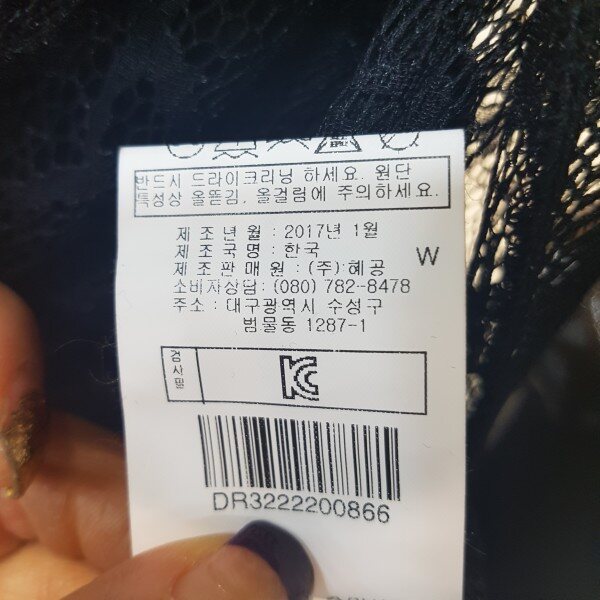 반드시 드라이크리닝 하세요. 원단
특성상 올뜯김, 올걸림에 주의하세요.
제 조 년 월 : 2017년 1월
제 조 국 명 : 한국
제 조 판 매 원 : (주)혜공
W
소비자상담: (080) 782-8478
주소 : 대구광역시 수성구
범물동 1287-1
검사필
KC
DR3222200866